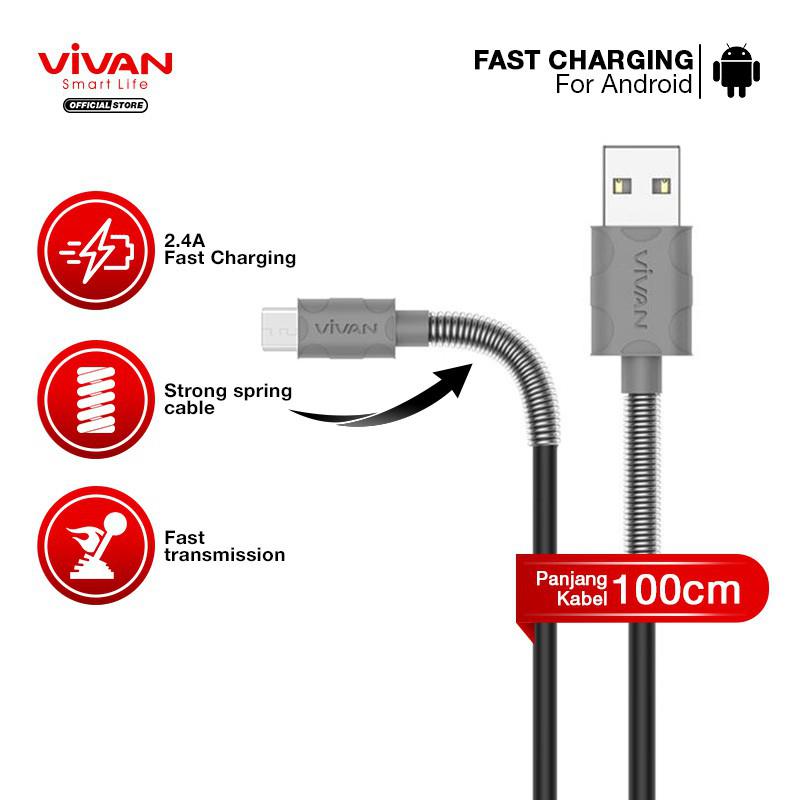 ViVAN
Smart Life
OFFICIAL STORE
FAST CHARGING
For Android
2.4A
Fast Charging
ViVAN
ViVAN
Strong spring
cable
Fast
transmission
Panjang
Kabel 100cm